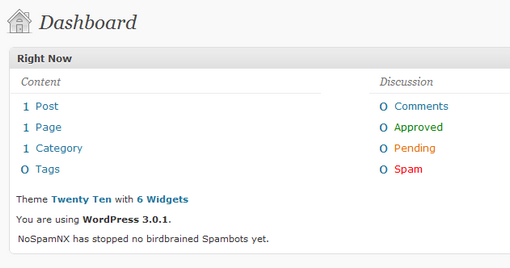 Dashboard
Right Now
Content
Discussion
1 Post
0 Comments
1 Page
0 Approved
1 Category
0 Pending
0 Tags
0 Spam
Theme Twenty Ten with 6 Widgets
You are using WordPress 3.0.1.
NoSpamNX has stopped no birdbrained Spambots yet.